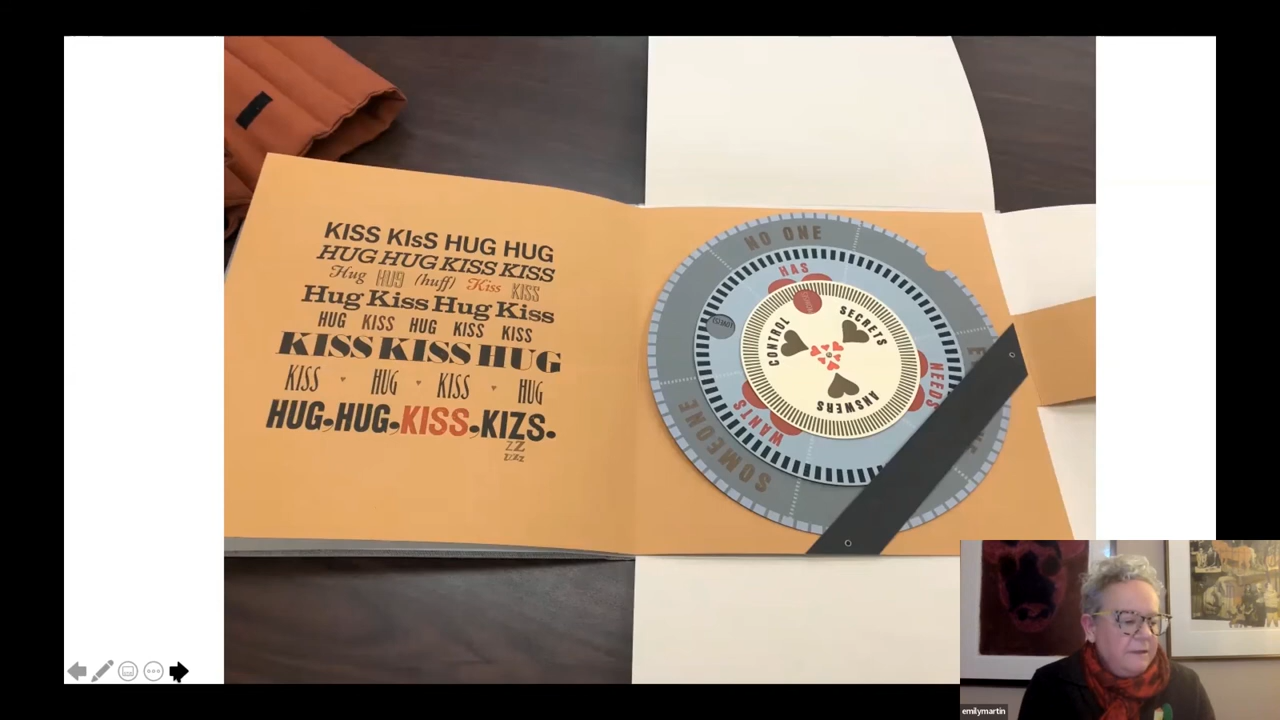 KISS KIsS HUG HUG
HUG HUG KISS KISS
Hug HUG (huff) Kiss KISS
Hug Kiss Hug Kiss
HUG KISS HUG KISS KISS
KISS KISS HUG
KISS HUG KISS HUG
HUG,HUG,KISS,KIZS.
ZZ
zzz
NO ONE
HAS
CONTROL
SECRETS
ANSWERS
NEEDS
WANTS
SOMEONE
emilymartin